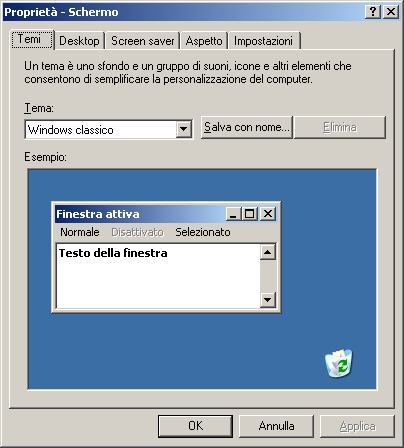 Proprietà - Schermo
Temi Desktop Screen saver Aspetto Impostazioni
Un tema è uno sfondo e un gruppo di suoni, icone e altri elementi che
consentono di semplificare la personalizzazione del computer.
Tema:
Windows classico Salva con nome... Elimina
Esempio:
Finestra attiva
Normale Disattivato Selezionato
Testo della finestra
OK Annulla Applica